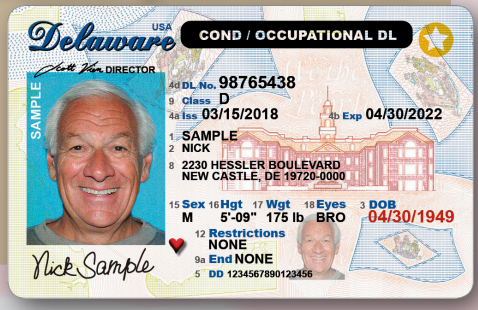 Delaware USA
COND / OCCUPATIONAL DL
Scott Vien DIRECTOR
SAMPLE
4d DL No. 98765438
9 Class D
4a Iss 03/15/2018 4b Exp 04/30/2022
1 SAMPLE
2 NICK
8 2230 HESSLER BOULEVARD
NEW CASTLE, DE 19720-0000
15 Sex 16 Hgt 17 Wgt 18 Eyes 3 DOB
M 5'-09" 175 lb BRO 04/30/1949
12 Restrictions
NONE
9a End NONE
5 DD 1234567890123456
Nick Sample